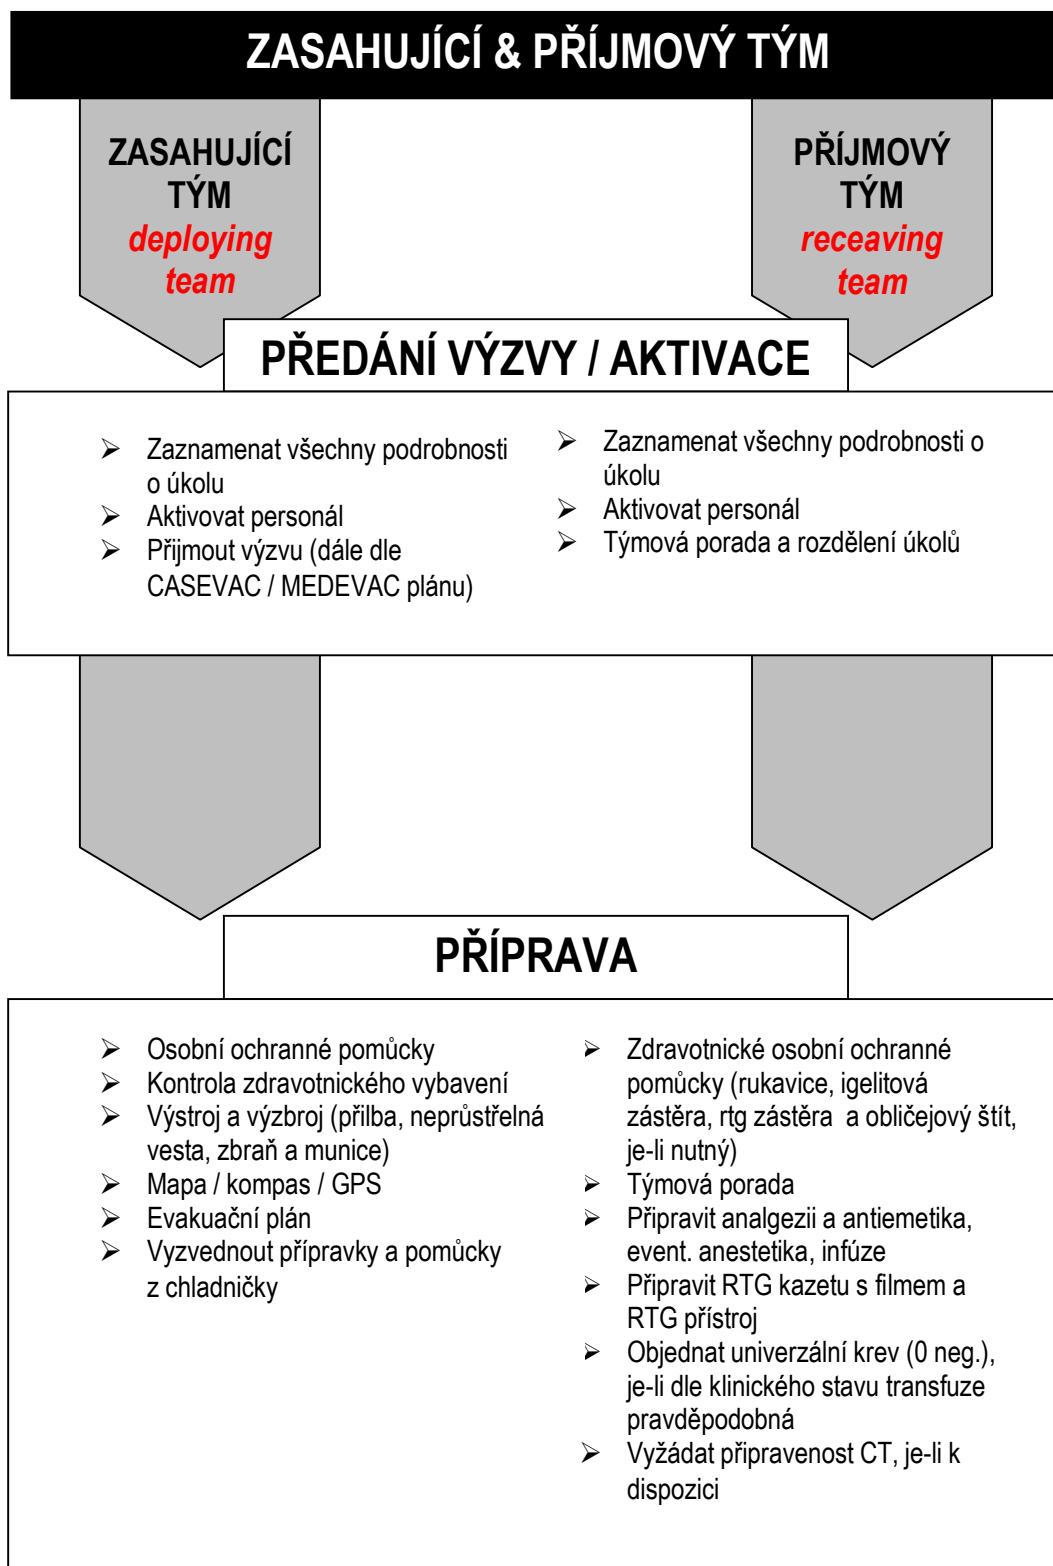 ZASAHUJÍCÍ & PŘÍJMOVÝ TÝM
ZASAHUJÍCÍ
TÝM
deploying
team
PŘÍJMOVÝ
TÝM
receaving
team
PŘEDÁNÍ VÝZVY / AKTIVACE
➢ Zaznamenat všechny podrobnosti
o úkolu
➢ Aktivovat personál
➢ Přijmout výzvu (dále dle
CASEVAC / MEDEVAC plánu)
➢ Zaznamenat všechny podrobnosti o
úkolu
➢ Aktivovat personál
➢ Týmová porada a rozdělení úkolů
PŘÍPRAVA
➢ Osobní ochranné pomůcky
➢ Kontrola zdravotnického vybavení
➢ Výstroj a výzbroj (přilba, neprůstřelná
vesta, zbraň a munice)
➢ Mapa / kompas / GPS
➢ Evakuační plán
➢ Vyzvednout přípravky a pomůcky
z chladničky
➢ Zdravotnické osobní ochranné
pomůcky (rukavice, igelitová
zástěra, rtg zástěra a obličejový štít,
je-li nutný)
➢ Týmová porada
➢ Připravit analgezii a antiemetika,
event. anestetika, infúze
➢ Připravit RTG kazetu s filmem a
RTG přístroj
➢ Objednat univerzální krev (0 neg.),
je-li dle klinického stavu transfuze
pravděpodobná
➢ Vyžádat připravenost CT, je-li k
dispozici